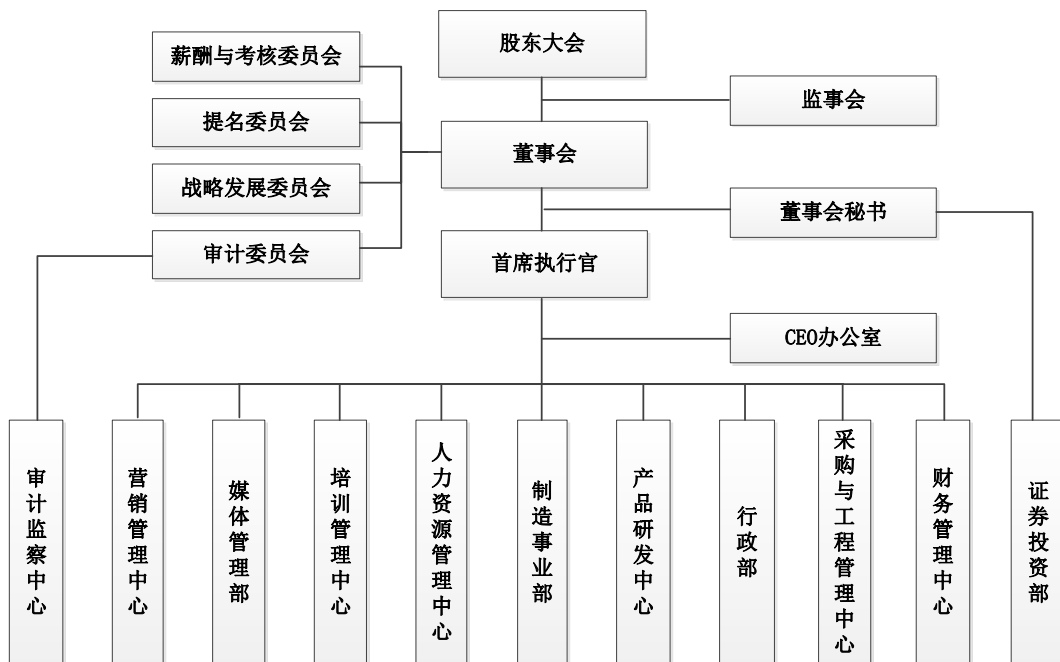 股东大会
薪酬与考核委员会
监事会
提名委员会
董事会
战略发展委员会
董事会秘书
审计委员会
首席执行官
CEO办公室
审计监察中心
营销管理中心
媒体管理部
培训管理中心
人力资源管理中心
制造事业部
产品研发中心
行政部
采购与工程管理中心
财务管理中心
证券投资部